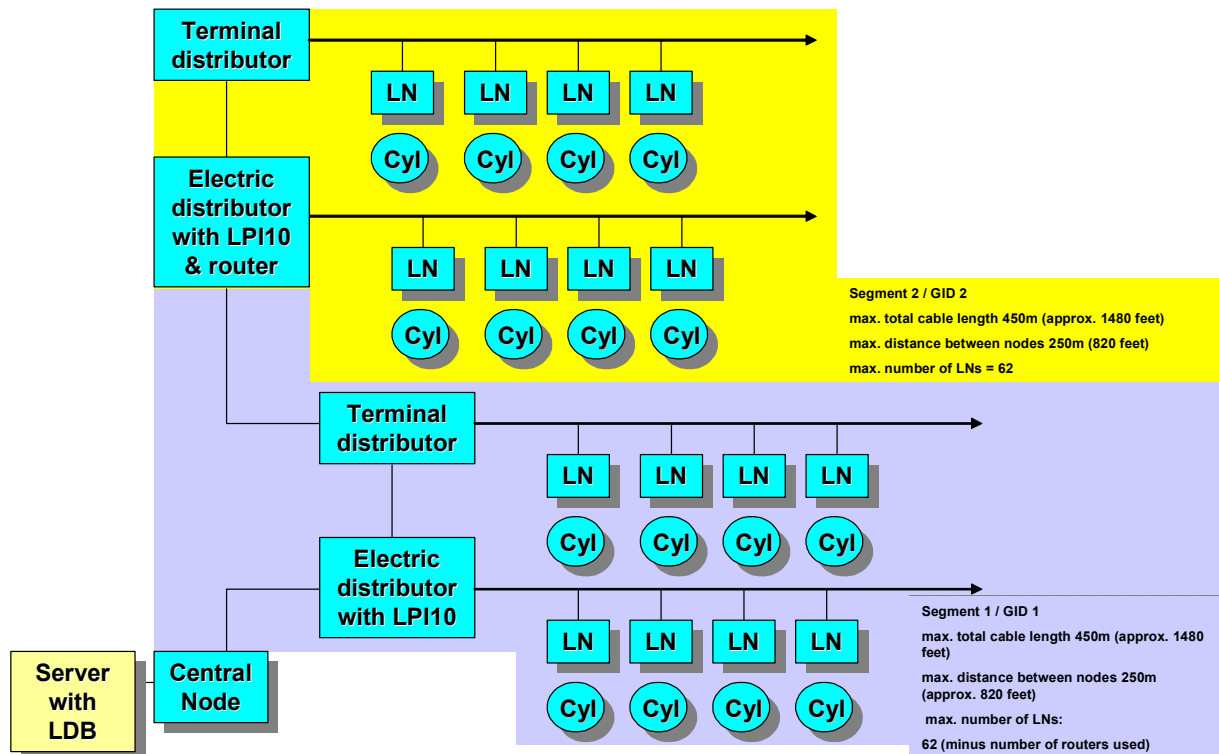 Terminal
distributor
LN LN LN LN
Cyl Cyl Cyl Cyl
Electric
distributor
with LPI10
& router
LN LN LN LN
Cyl Cyl Cyl Cyl
Segment 2 / GID 2
max. total cable length 450m (approx. 1480 feet)
max. distance between nodes 250m (820 feet)
max. number of LNs = 62
Terminal
distributor
LN LN LN LN
Cyl Cyl Cyl Cyl
Electric
distributor
with LPI10
LN LN LN LN
Cyl Cyl Cyl Cyl
Segment 1 / GID 1
max. total cable length 450m (approx. 1480
feet)
max. distance between nodes 250m
(approx. 820 feet)
max. number of LNs:
62 (minus number of routers used)
Server
with
LDB
Central
Node